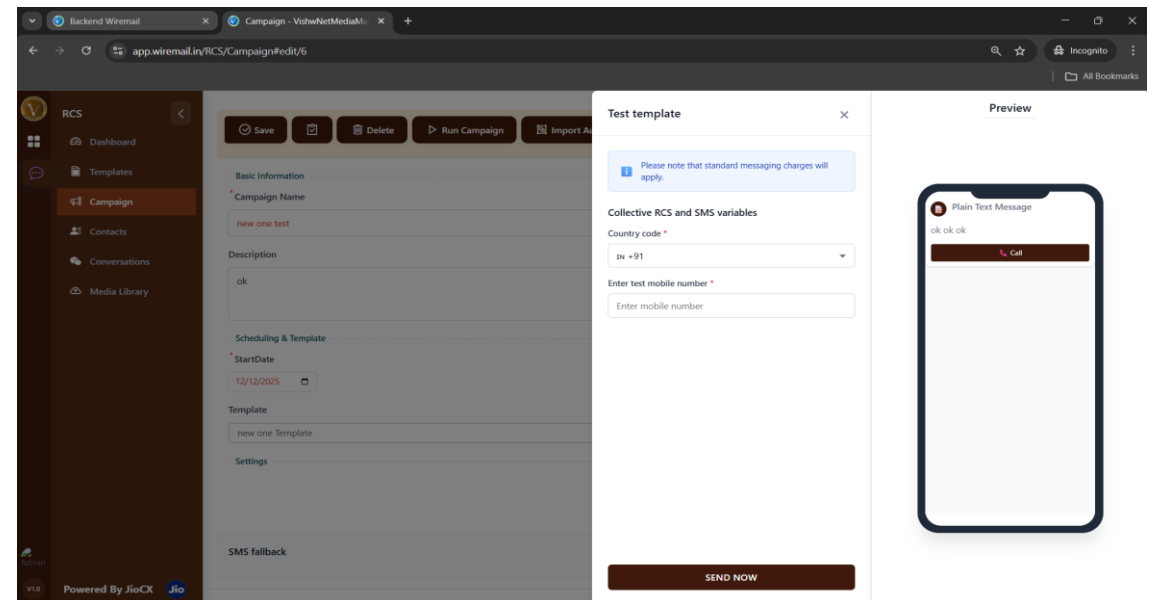 Backend Wiremail
Campaign - VishwNetMediaMa
app.wiremail.in/RCS/Campaign#edit/6
Incognito
All Bookmarks
V
RCS
Dashboard
Templates
Campaign
Contacts
Conversations
Media Library
Admin
V1.0
Powered By JioCX
Jio
Save
Delete
Run Campaign
Import Au
Basic Information
*Campaign Name
new one test
Description
ok
Scheduling & Template
*StartDate
12/12/2025
Template
new one Template
Settings
SMS fallback
Test template
Please note that standard messaging charges will
apply.
Collective RCS and SMS variables
Country code *
IN +91
Enter test mobile number *
Enter mobile number
SEND NOW
Preview
Plain Text Message
ok ok ok
Call